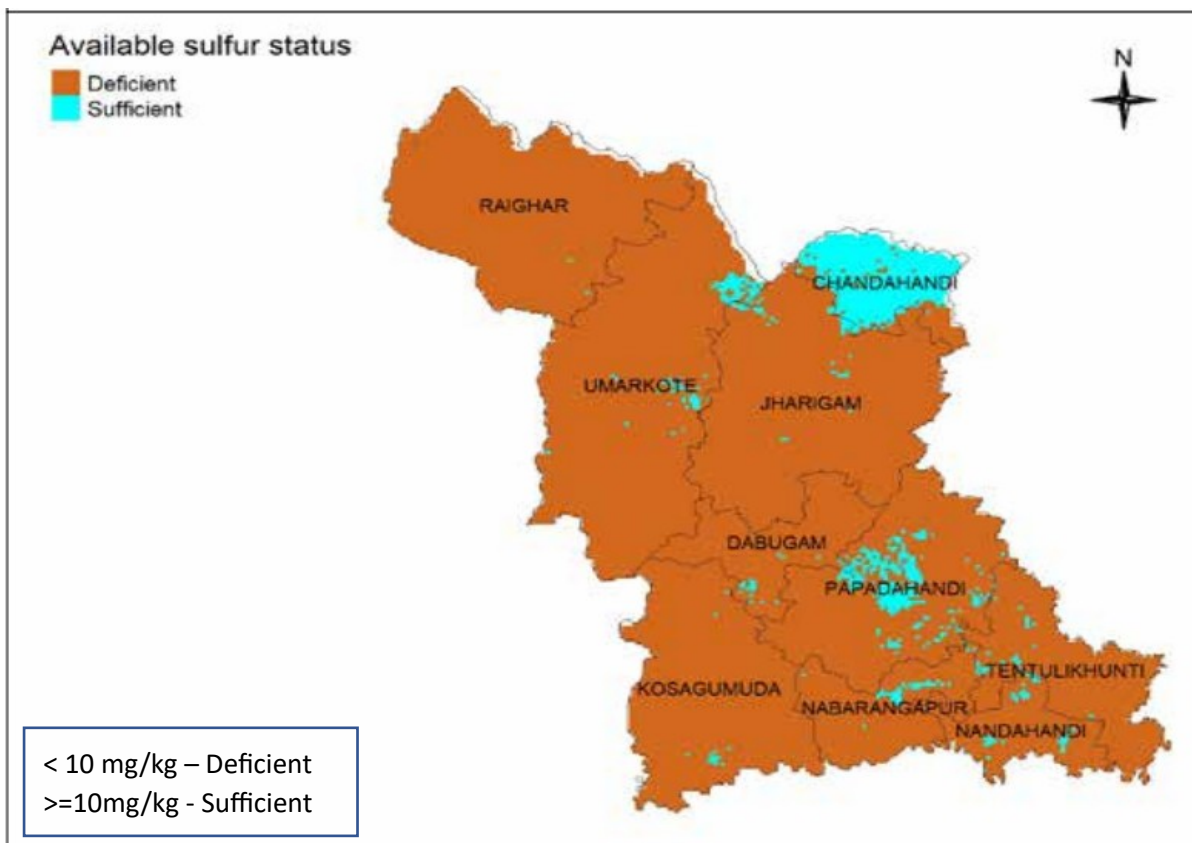 Available sulfur status
Deficient
Sufficient
N
RAIGHAR
CHANDAHANDI
UMARKOTE
JHARIGAM
DABUGAM
PAPADAHANDI
TENTULIKHUNTI
KOSAGUMUDA
NABARANGAPUR
NANDAHANDI
< 10 mg/kg – Deficient
>=10mg/kg - Sufficient